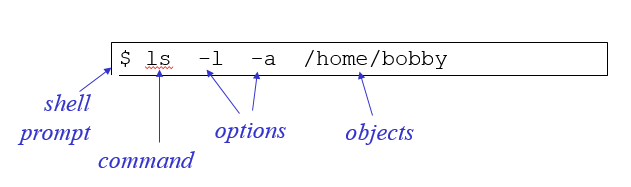 $ ls -l -a /home/bobby
shell
prompt
command
options
objects